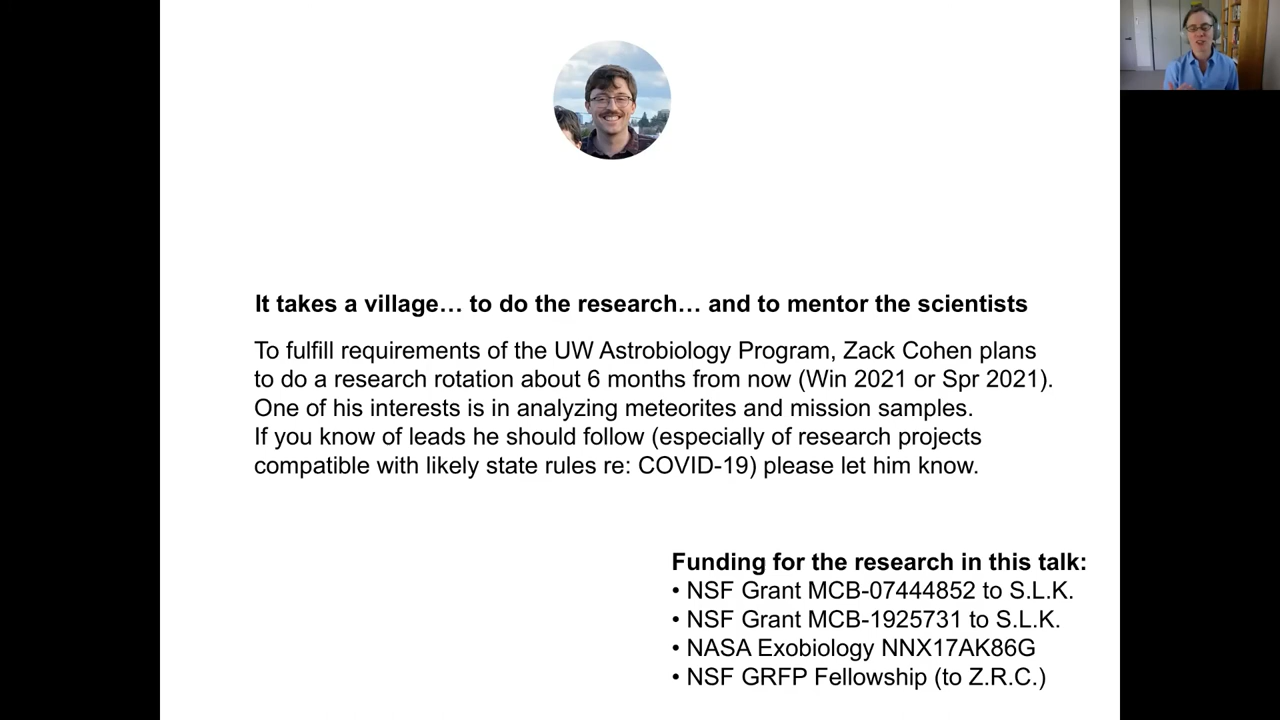 It takes a village… to do the research… and to mentor the scientists
To fulfill requirements of the UW Astrobiology Program, Zack Cohen plans
to do a research rotation about 6 months from now (Win 2021 or Spr 2021).
One of his interests is in analyzing meteorites and mission samples.
If you know of leads he should follow (especially of research projects
compatible with likely state rules re: COVID-19) please let him know.
Funding for the research in this talk:
• NSF Grant MCB-07444852 to S.L.K.
• NSF Grant MCB-1925731 to S.L.K.
• NASA Exobiology NNX17AK86G
• NSF GRFP Fellowship (to Z.R.C.)